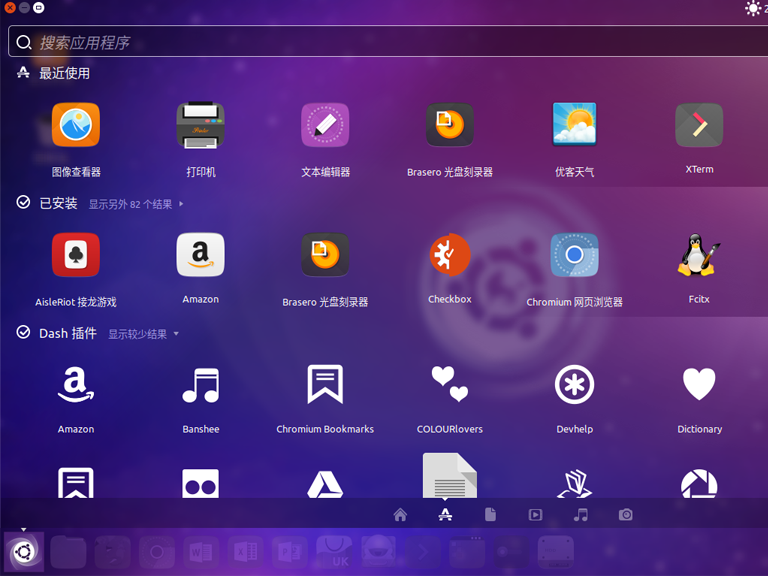 搜索应用程序
最近使用
图像查看器 打印机 文本编辑器 Brasero 光盘刻录器 优客天气 XTerm
已安装 显示另外 82 个结果
AisleRiot 接龙游戏 Amazon Brasero 光盘刻录器 Checkbox Chromium 网页浏览器 Fcitx
Dash 插件 显示较少结果
Amazon Banshee Chromium Bookmarks COLOURlovers Devhelp Dictionary
UK